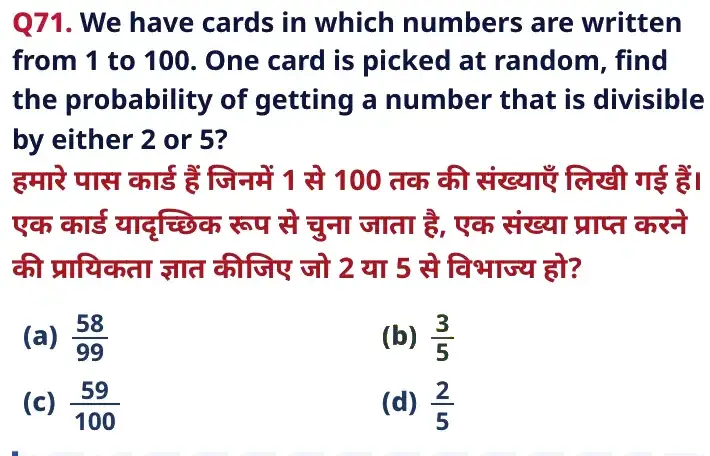 Q71. We have cards in which numbers are written
from 1 to 100. One card is picked at random, find
the probability of getting a number that is divisible
by either 2 or 5?
हमारे पास कार्ड हैं जिनमें 1 से 100 तक की संख्याएँ लिखी गई हैं।
एक कार्ड यादृच्छिक रूप से चुना जाता है, एक संख्या प्राप्त करने
की प्रायिकता ज्ञात कीजिए जो 2 या 5 से विभाज्य हो?
(a) 58/99 (b) 3/5
(c) 59/100 (d) 2/5